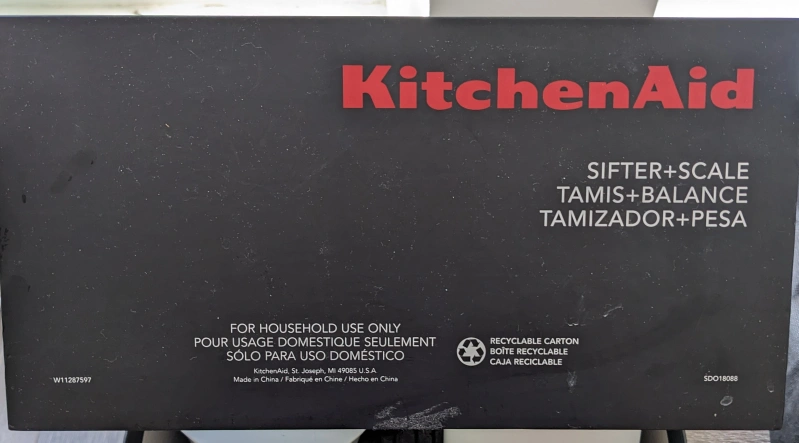 KitchenAid
SIFTER+SCALE
TAMIS+BALANCE
TAMIZADOR+PESA
FOR HOUSEHOLD USE ONLY
POUR USAGE DOMESTIQUE SEULEMENT
SÓLO PARA USO DOMÉSTICO
KitchenAid, St. Joseph, MI 49085 U.S.A
Made in China / Fabriqué en Chine / Hecho en China
RECYCLABLE CARTON
BOÎTE RECYCLABLE
CAJA RECICLABLE
W11287597
SDO18088